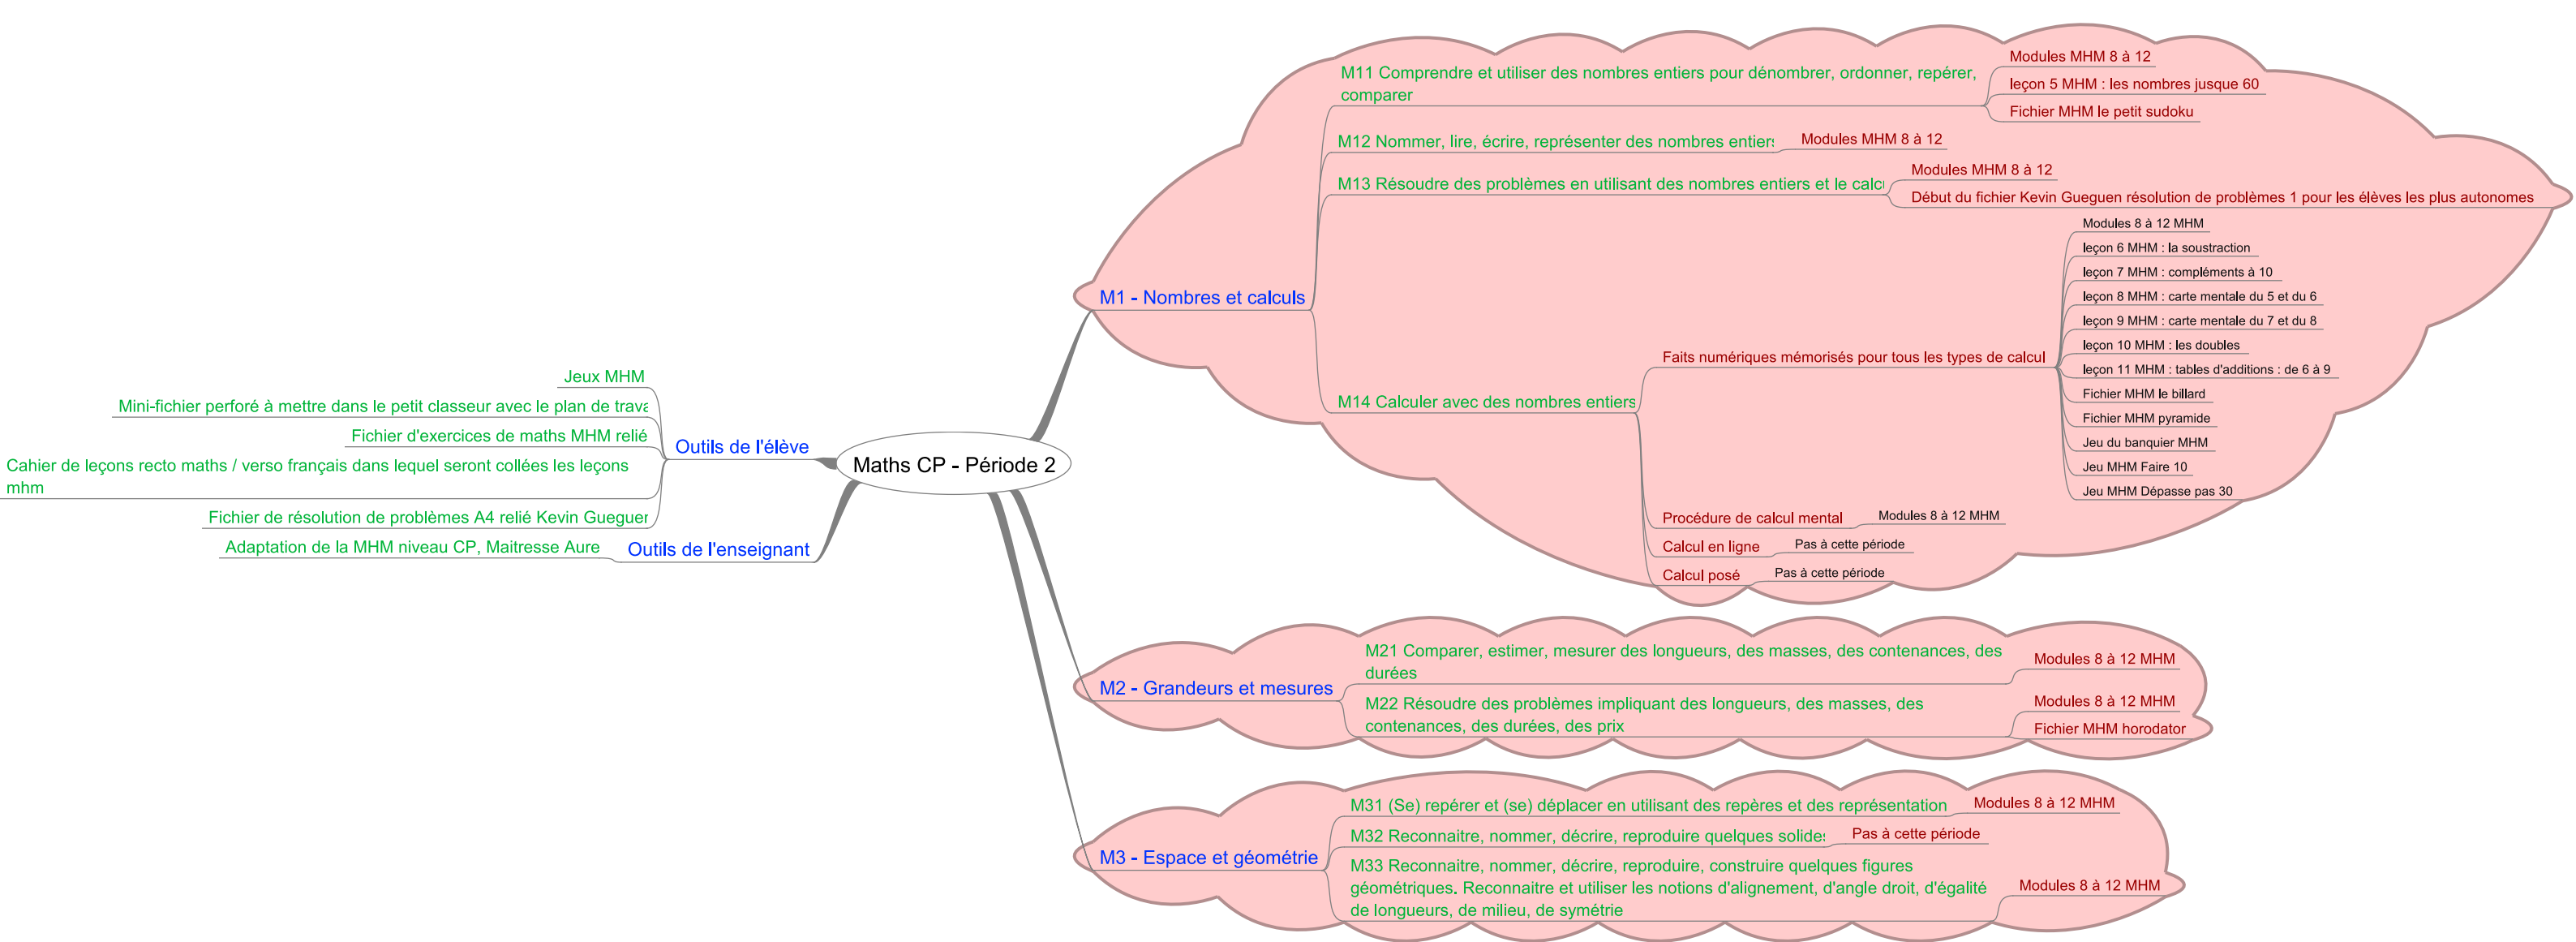 Maths CP - Période 2
M1 - Nombres et calculs
M11 Comprendre et utiliser des nombres entiers pour dénombrer, ordonner, repérer,
comparer
Modules MHM 8 à 12
leçon 5 MHM : les nombres jusque 60
Fichier MHM le petit sudoku
M12 Nommer, lire, écrire, représenter des nombres entiers
Modules MHM 8 à 12
M13 Résoudre des problèmes en utilisant des nombres entiers et le calcu
Modules MHM 8 à 12
Début du fichier Kevin Gueguen résolution de problèmes 1 pour les élèves les plus autonomes
M14 Calculer avec des nombres entiers
Faits numériques mémorisés pour tous les types de calcul
Modules 8 à 12 MHM
leçon 6 MHM : la soustraction
leçon 7 MHM : compléments à 10
leçon 8 MHM : carte mentale du 5 et du 6
leçon 9 MHM : carte mentale du 7 et du 8
leçon 10 MHM : les doubles
leçon 11 MHM : tables d'additions : de 6 à 9
Fichier MHM le billard
Fichier MHM pyramide
Jeu du banquier MHM
Jeu MHM Faire 10
Jeu MHM Dépasse pas 30
Procédure de calcul mental
Modules 8 à 12 MHM
Calcul en ligne
Pas à cette période
Calcul posé
Pas à cette période
M2 - Grandeurs et mesures
M21 Comparer, estimer, mesurer des longueurs, des masses, des contenances, des
durées
Modules 8 à 12 MHM
M22 Résoudre des problèmes impliquant des longueurs, des masses, des
contenances, des durées, des prix
Modules 8 à 12 MHM
Fichier MHM horodator
M3 - Espace et géométrie
M31 (Se) repérer et (se) déplacer en utilisant des repères et des représentation
Modules 8 à 12 MHM
M32 Reconnaitre, nommer, décrire, reproduire quelques solides
Pas à cette période
M33 Reconnaitre, nommer, décrire, reproduire, construire quelques figures
géométriques. Reconnaitre et utiliser les notions d'alignement, d'angle droit, d'égalité
de longueurs, de milieu, de symétrie
Modules 8 à 12 MHM
Outils de l'élève
Jeux MHM
Mini-fichier perforé à mettre dans le petit classeur avec le plan de trava
Fichier d'exercices de maths MHM relié
Cahier de leçons recto maths / verso français dans lequel seront collées les leçons
mhm
Fichier de résolution de problèmes A4 relié Kevin Gueguen
Outils de l'enseignant
Adaptation de la MHM niveau CP, Maitresse Aure